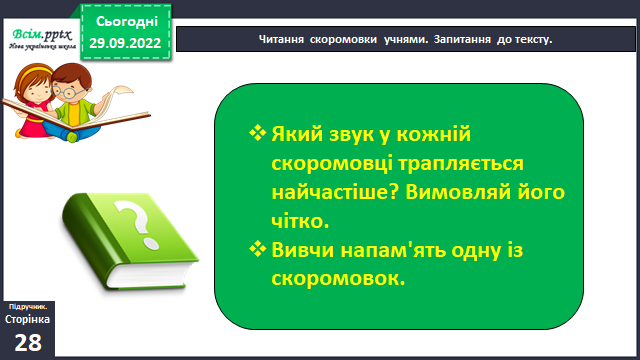 Всім.pptx
Нова українська школа
Сьогодні
29.09.2022
Читання скоромовки учнями. Запитання до тексту.
❖Який звук у кожній
скоромовці трапляється
найчастіше? Вимовляй його
чітко.
❖Вивчи напам'ять одну із
скоромовок.
?
Підручник.
Сторінка
28